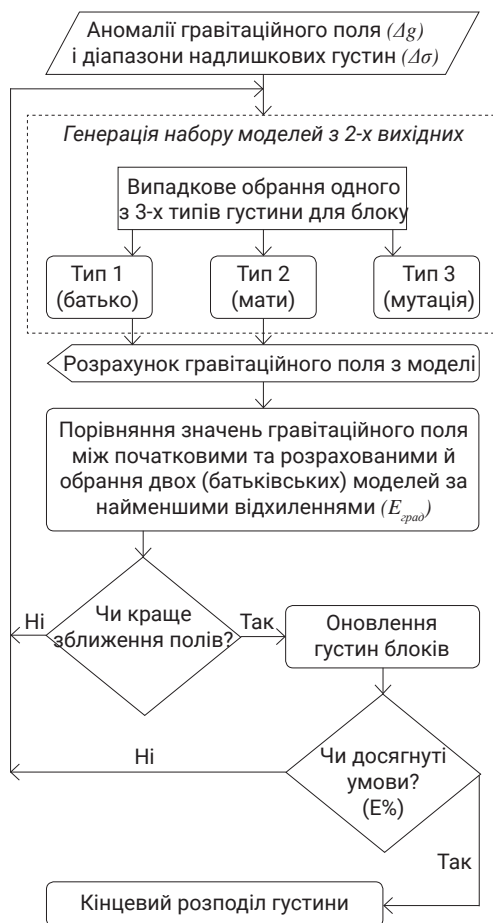 Аномалії гравітаційного поля (Δg)
і діапазони надлишкових густин (Δσ)
Генерація набору моделей з 2-х вихідних
Випадкове обрання одного
з 3-х типів густини для блоку
Тип 1
(батько)
Тип 2
(мати)
Тип 3
(мутація)
Розрахунок гравітаційного поля з моделі
Порівняння значень гравітаційного поля
між початковими та розрахованими й
обрання двох (батьківських) моделей за
найменшими відхиленнями (Eград)
Ні
Чи краще
зближення полів?
Так
Оновлення
густин блоків
Ні
Чи досягнуті
умови?
(E%)
Так
Кінцевий розподіл густини